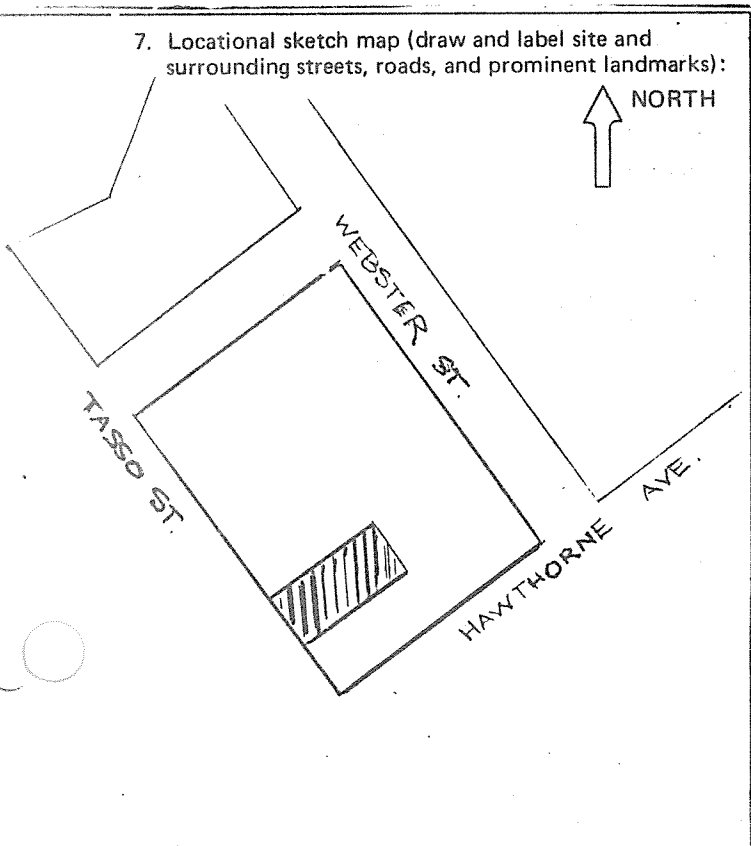 7. Locational sketch map (draw and label site and
surrounding streets, roads, and prominent landmarks):
NORTH
WEBSTER ST.
TASSO ST.
HAWTHORNE AVE.